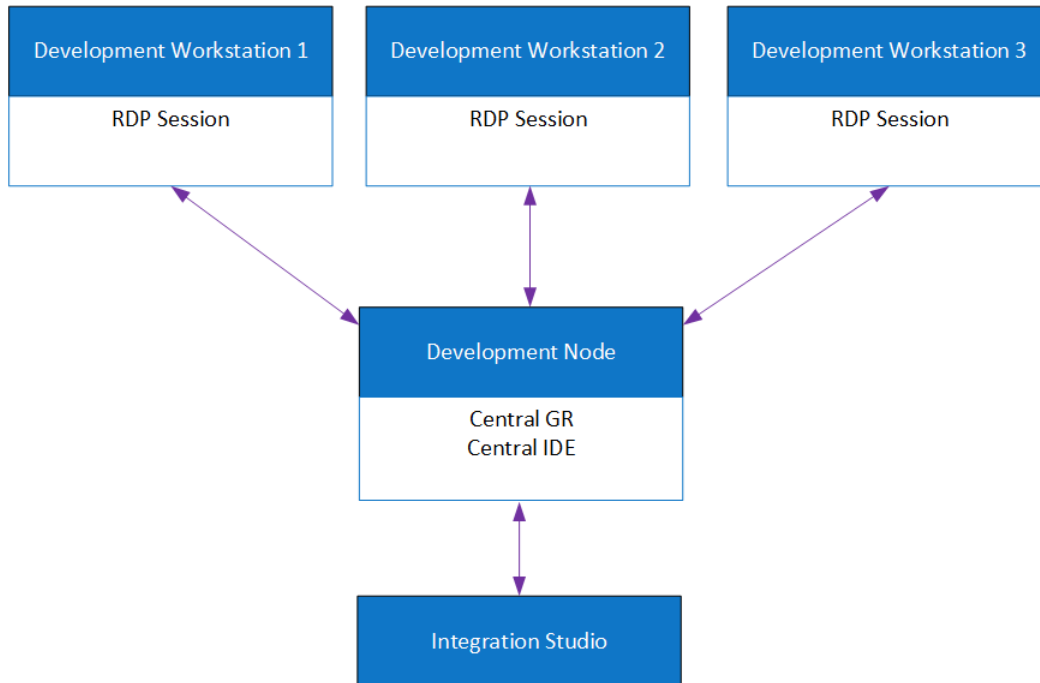 Development Workstation 1
Development Workstation 2
Development Workstation 3
RDP Session
RDP Session
RDP Session
Development Node
Central GR
Central IDE
Integration Studio